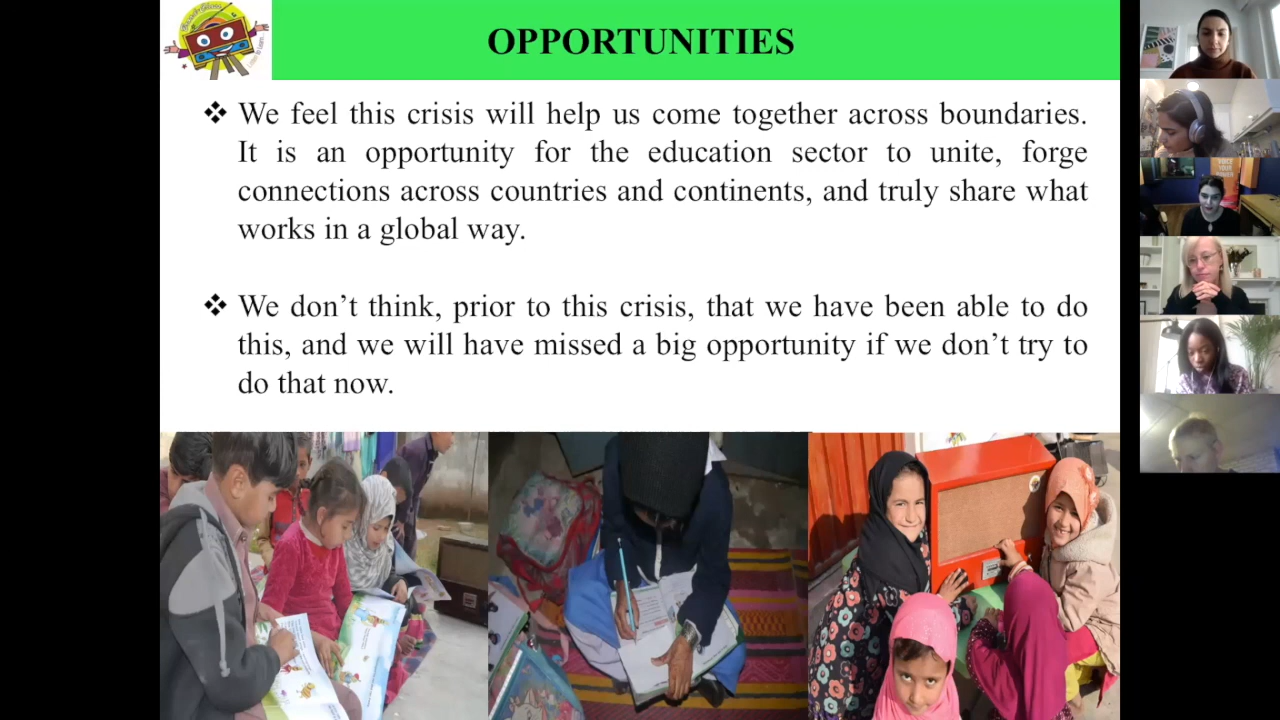 OPPORTUNITIES
❖ We feel this crisis will help us come together across boundaries.
It is an opportunity for the education sector to unite, forge
connections across countries and continents, and truly share what
works in a global way.
❖ We don’t think, prior to this crisis, that we have been able to do
this, and we will have missed a big opportunity if we don’t try to
do that now.